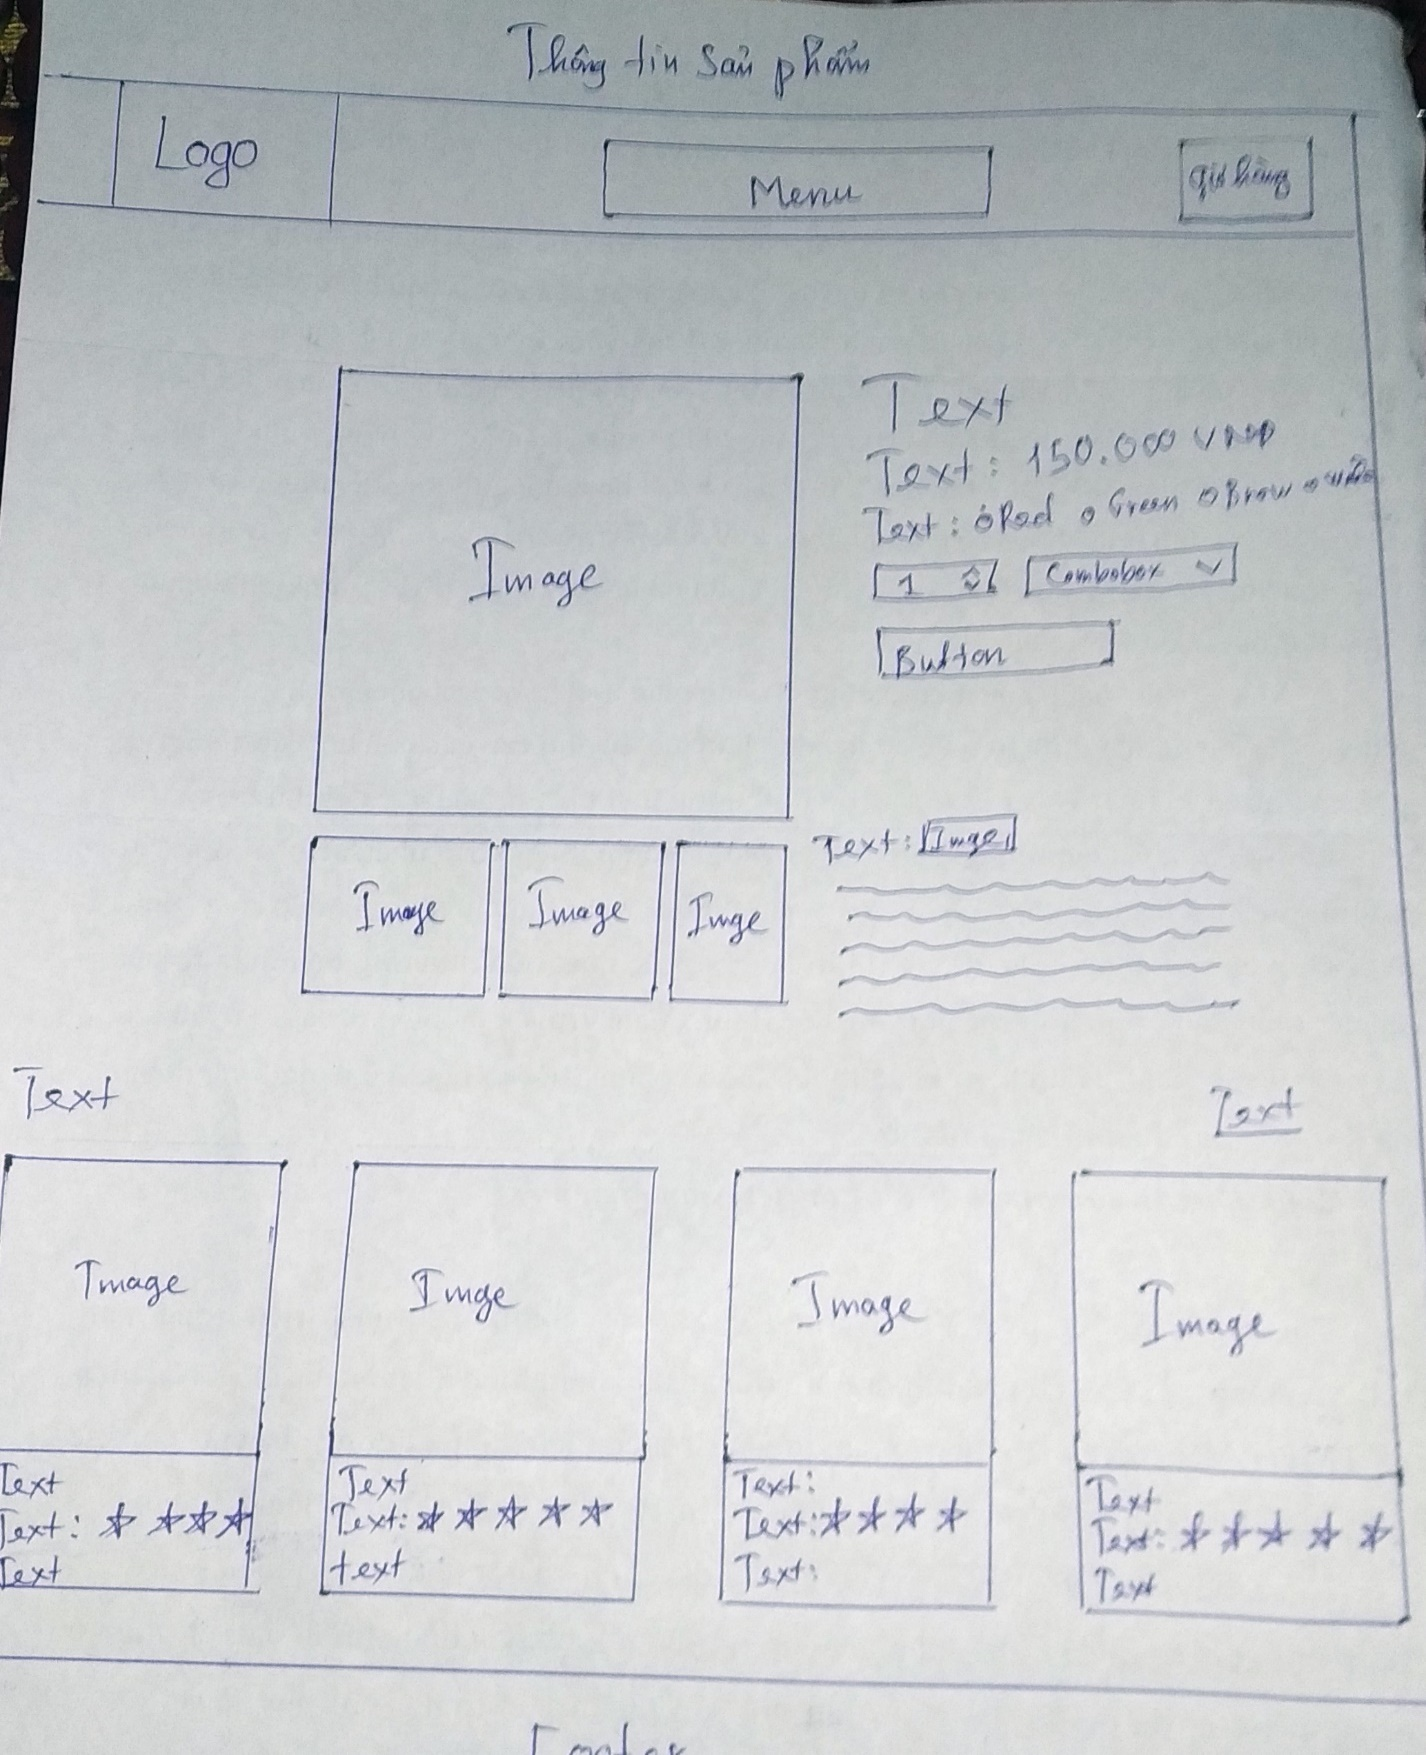 Thông tin sản phẩm
Logo
Menu
giỏ hàng
Image
Text
Text: 150.000 VNĐ
Text: Red Green Brow
1 Combobox
Button
Image Image Imge
Text: Imge
Text Text
Image Imge Image Image
Text Text Text: Text
Text: Text: Text: Text:
Text text Text: Text
Footer